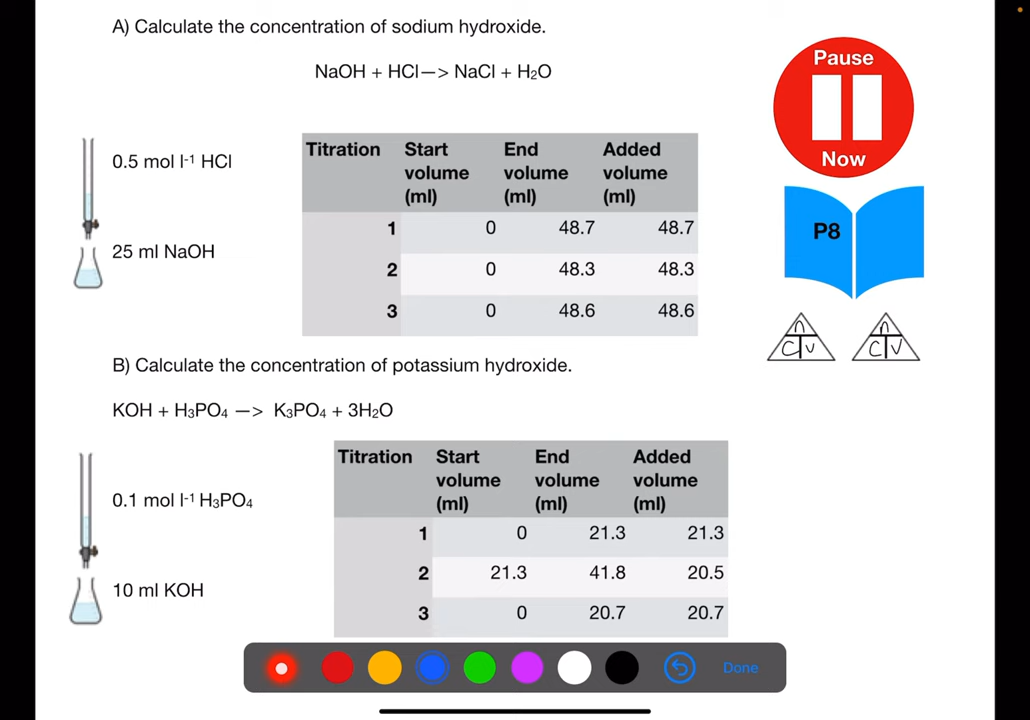 A) Calculate the concentration of sodium hydroxide.
NaOH + HCl—> NaCl + H₂O
Pause
Now
0.5 mol l⁻¹ HCl
25 ml NaOH
Titration Start volume (ml) End volume (ml) Added volume (ml)
1 0 48.7 48.7
2 0 48.3 48.3
3 0 48.6 48.6
P8
n
C V
n
C V
B) Calculate the concentration of potassium hydroxide.
KOH + H₃PO₄ —> K₃PO₄ + 3H₂O
0.1 mol l⁻¹ H₃PO₄
10 ml KOH
Titration Start volume (ml) End volume (ml) Added volume (ml)
1 0 21.3 21.3
2 21.3 41.8 20.5
3 0 20.7 20.7
Done